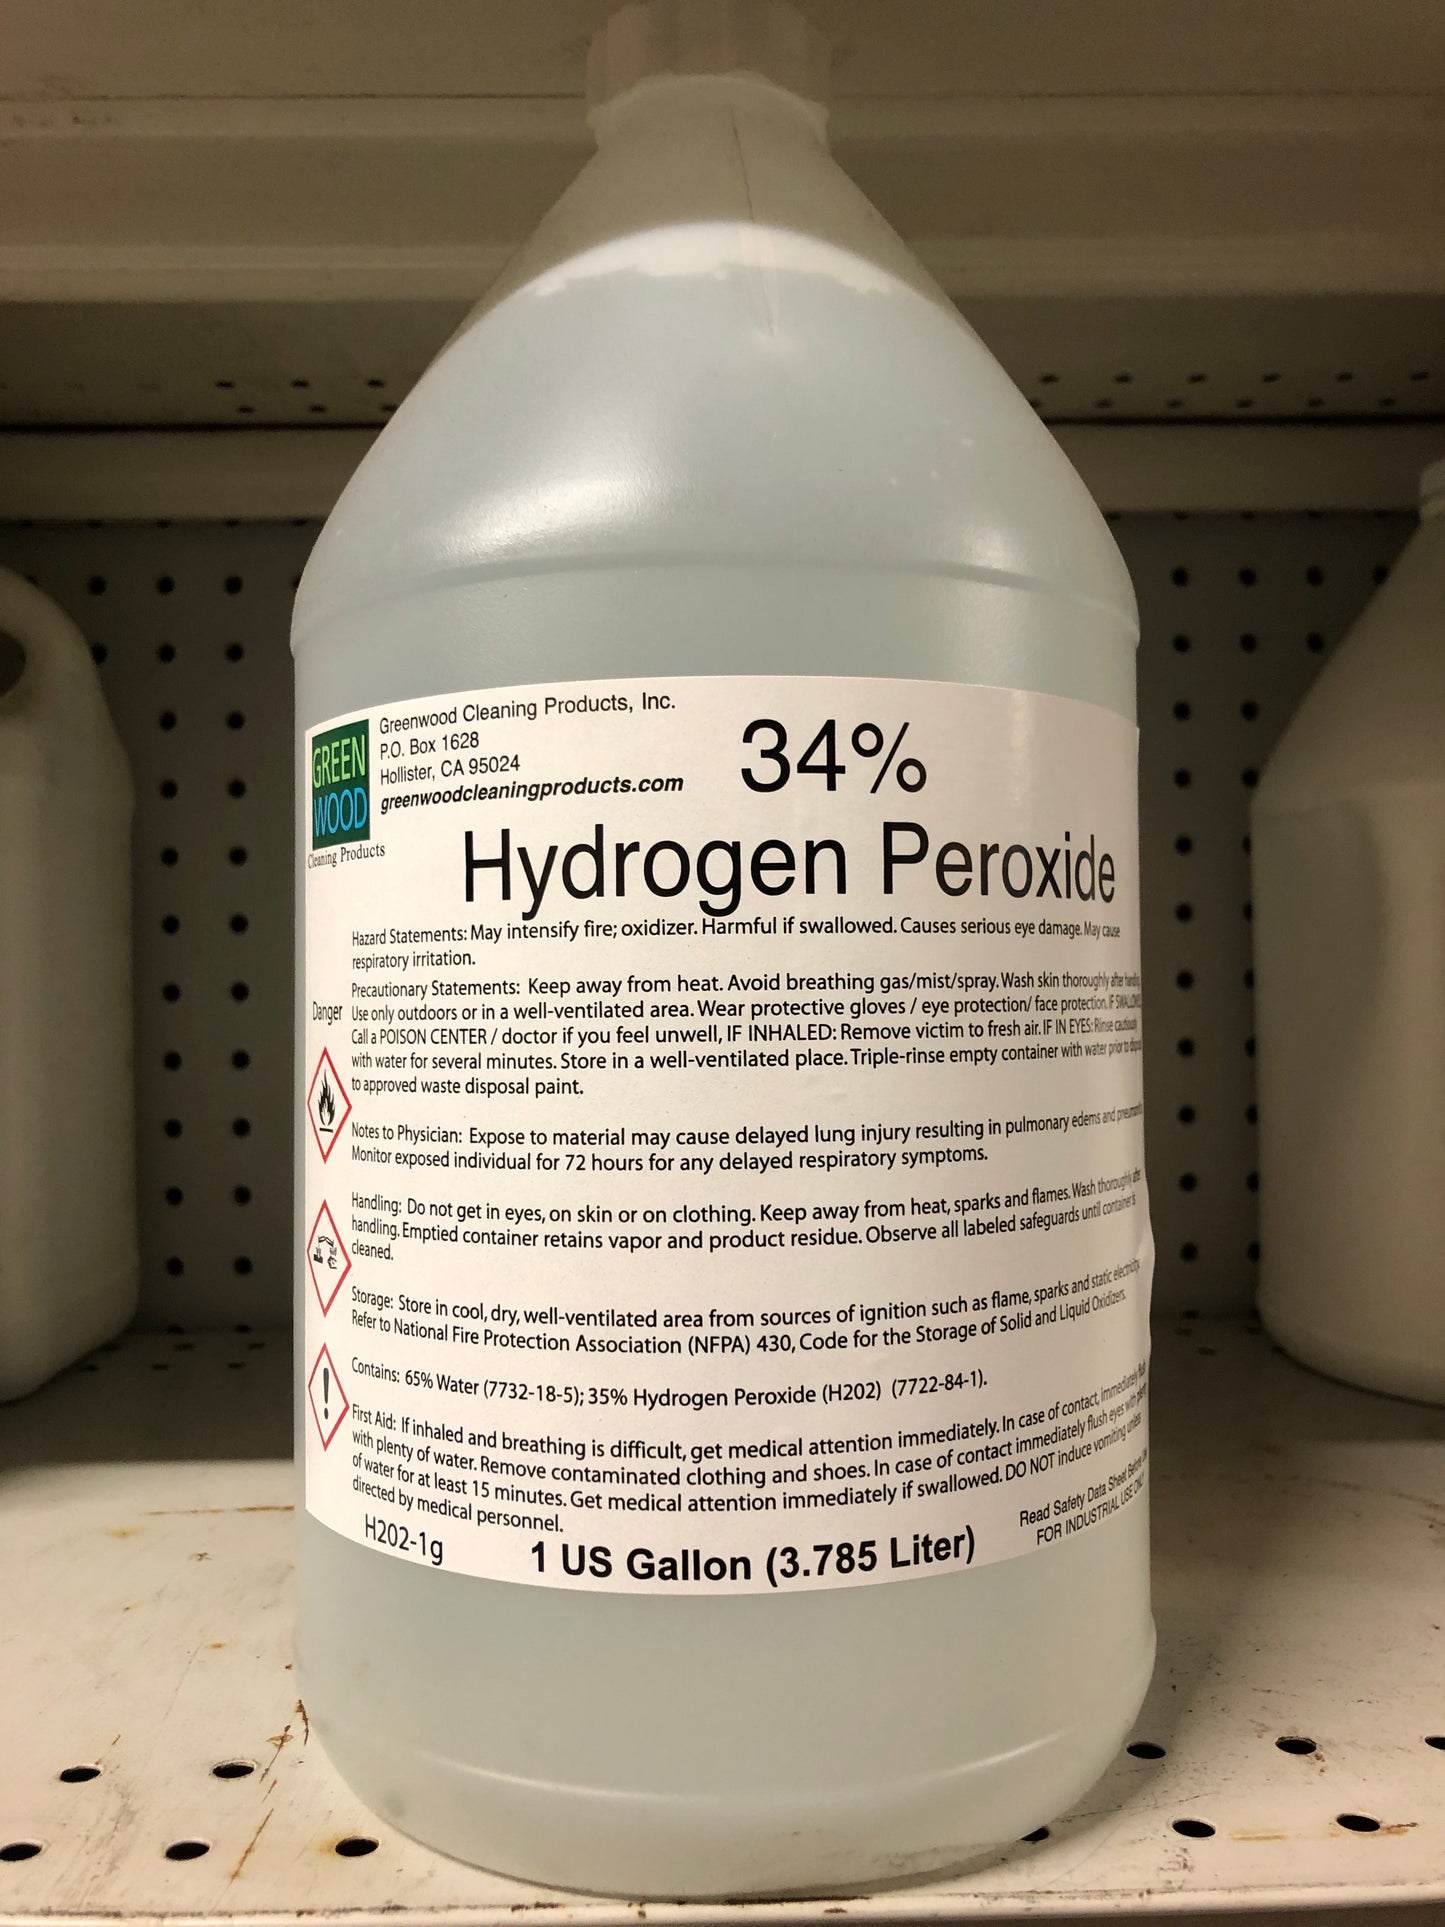 GREEN
WOOD
Cleaning Products
Greenwood Cleaning Products, Inc.
P.O. Box 1628
Hollister, CA 95024
greenwoodcleaningproducts.com
34%
Hydrogen Peroxide
Hazard Statements: May intensify fire; oxidizer. Harmful if swallowed. Causes serious eye damage. May cause
respiratory irritation.
Precautionary Statements: Keep away from heat. Avoid breathing gas/mist/spray. Wash skin thoroughly after handling.
Use only outdoors or in a well-ventilated area. Wear protective gloves / eye protection/ face protection. IF SWALLOWED:
Call a POISON CENTER / doctor if you feel unwell, IF INHALED: Remove victim to fresh air. IF IN EYES: Rinse cautiously
with water for several minutes. Store in a well-ventilated place. Triple-rinse empty container with water prior to
to approved waste disposal paint.
Danger
Notes to Physician: Expose to material may cause delayed lung injury resulting in pulmonary edems and
Monitor exposed individual for 72 hours for any delayed respiratory symptoms.
Handling: Do not get in eyes, on skin or on clothing. Keep away from heat, sparks and flames. Wash thoroughly after
handling. Emptied container retains vapor and product residue. Observe all labeled safeguards until container is
cleaned.
Storage: Store in cool, dry, well-ventilated area from sources of ignition such as flame, sparks and static electricity.
Refer to National Fire Protection Association (NFPA) 430, Code for the Storage of Solid and Liquid Oxidizers.
Contains: 65% Water (7732-18-5); 35% Hydrogen Peroxide (H202) (7722-84-1).
First Aid: If inhaled and breathing is difficult, get medical attention immediately. In case of contact, immediately flush
with plenty of water. Remove contaminated clothing and shoes. In case of contact immediately flush eyes with plenty
of water for at least 15 minutes. Get medical attention immediately if swallowed. DO NOT induce vomiting unless
directed by medical personnel.
Read Safety Data Sheet Before Use
FOR INDUSTRIAL USE ONLY
H202-1g
1 US Gallon (3.785 Liter)